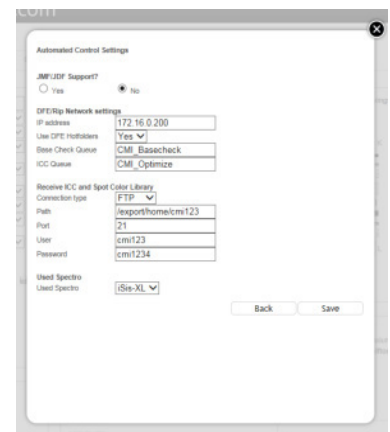 com
Automated Control Settings
JMF/JDF Support?
Yes No
DFE/Rip Network settings
IP address 172.16.0.200
Use DFE Hotfolders Yes
Base Check Queue CMI_Basecheck
ICC Queue CMI_Optimize
Receive ICC and Spot Color Library
Connection type FTP
Path /export/home/cmi123
Port 21
User cmi123
Password cmi1234
Used Spectro
Used Spectro iSis-XL
Back Save